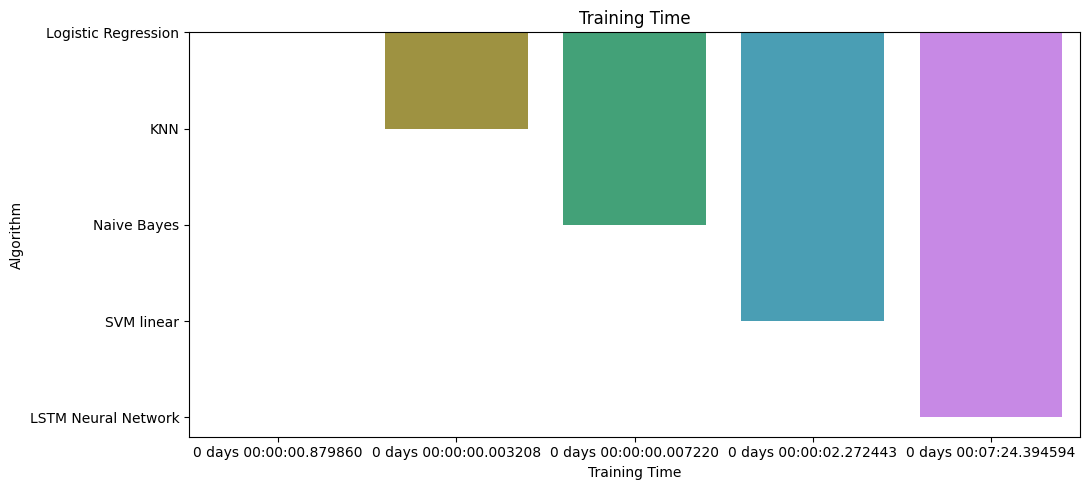 Training Time
Logistic Regression
KNN
Naive Bayes
SVM linear
LSTM Neural Network
Algorithm
0 days 00:00:00.879860 0 days 00:00:00.003208 0 days 00:00:00.007220 0 days 00:00:02.272443 0 days 00:07:24.394594
Training Time